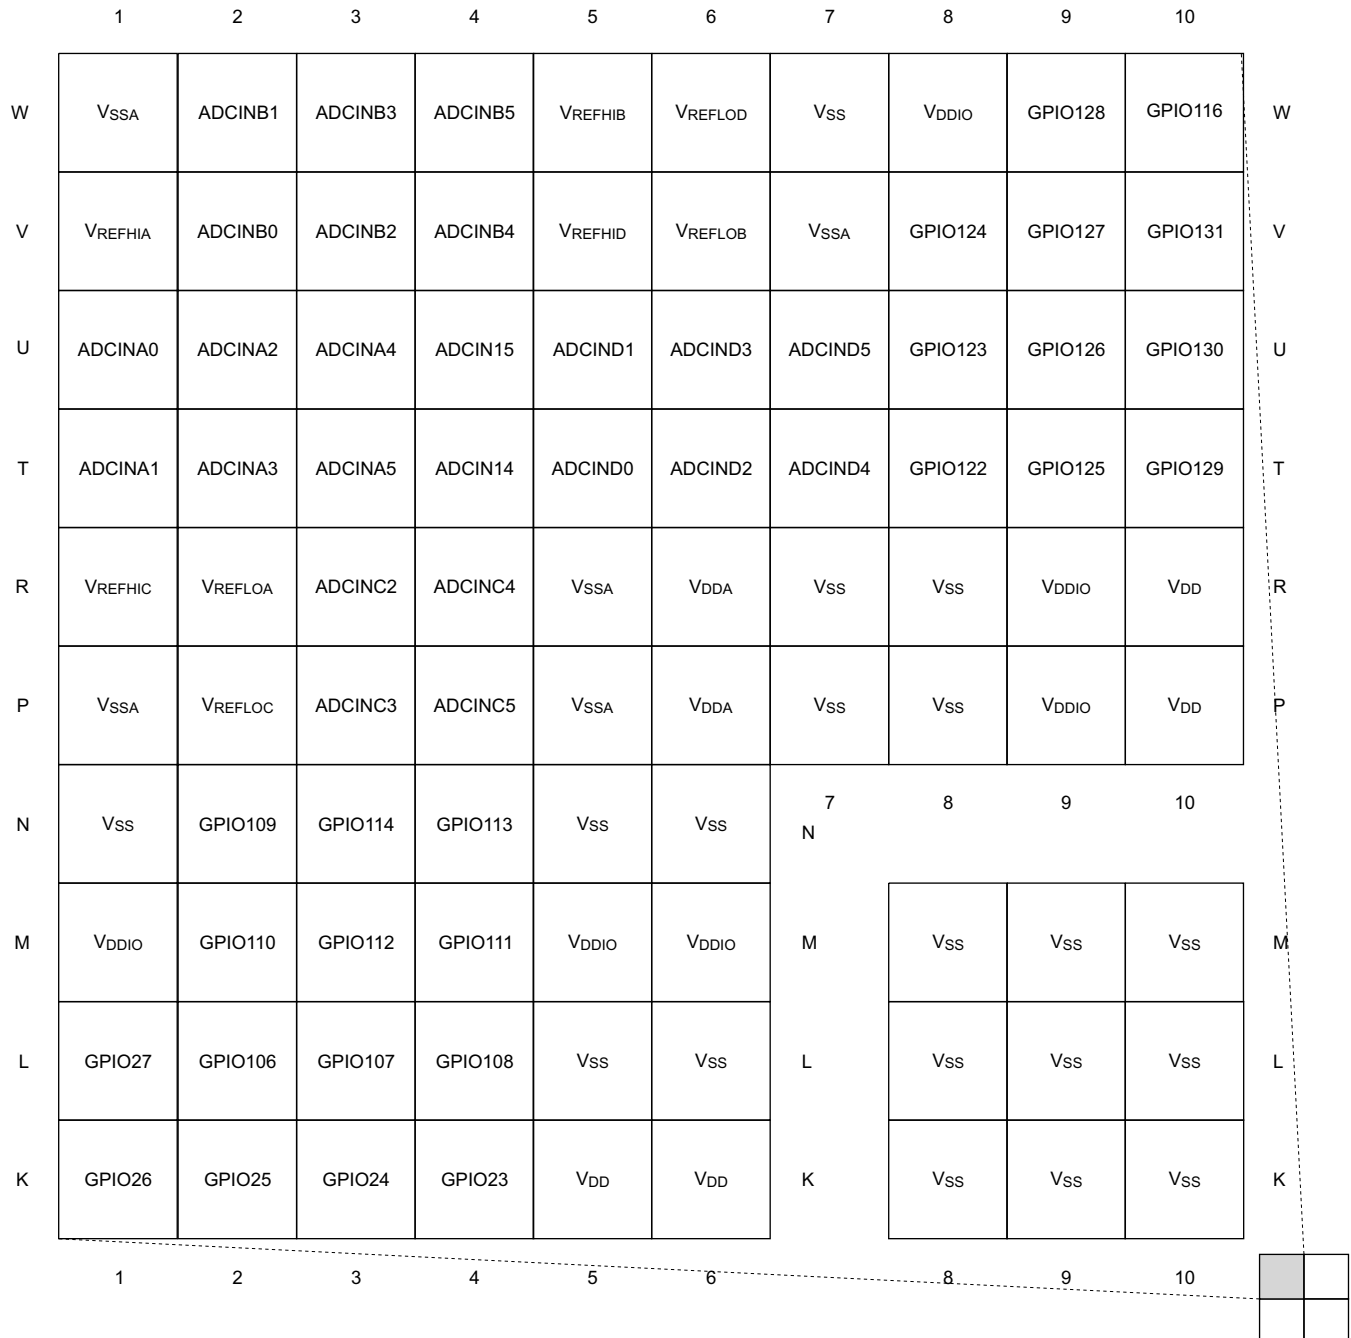 1 2 3 4 5 6 7 8 9 10
W VSSA ADCINB1 ADCINB3 ADCINB5 VREFHIB VREFLOD VSS VDDIO GPIO128 GPIO116 W
V VREFHIA ADCINB0 ADCINB2 ADCINB4 VREFHID VREFLOB VSSA GPIO124 GPIO127 GPIO131 V
U ADCINA0 ADCINA2 ADCINA4 ADCIN15 ADCIND1 ADCIND3 ADCIND5 GPIO123 GPIO126 GPIO130 U
T ADCINA1 ADCINA3 ADCINA5 ADCIN14 ADCIND0 ADCIND2 ADCIND4 GPIO122 GPIO125 GPIO129 T
R VREFHIC VREFLOA ADCINC2 ADCINC4 VSSA VDDA VSS VSS VDDIO VDD R
P VSSA VREFLOC ADCINC3 ADCINC5 VSSA VDDA VSS VSS VDDIO VDD P
7 8 9 10
N VSS GPIO109 GPIO114 GPIO113 VSS VSS N
M VDDIO GPIO110 GPIO112 GPIO111 VDDIO VDDIO M VSS VSS VSS M
L GPIO27 GPIO106 GPIO107 GPIO108 VSS VSS L VSS VSS VSS L
K GPIO26 GPIO25 GPIO24 GPIO23 VDD VDD K VSS VSS VSS K
1 2 3 4 5 6 8 9 10